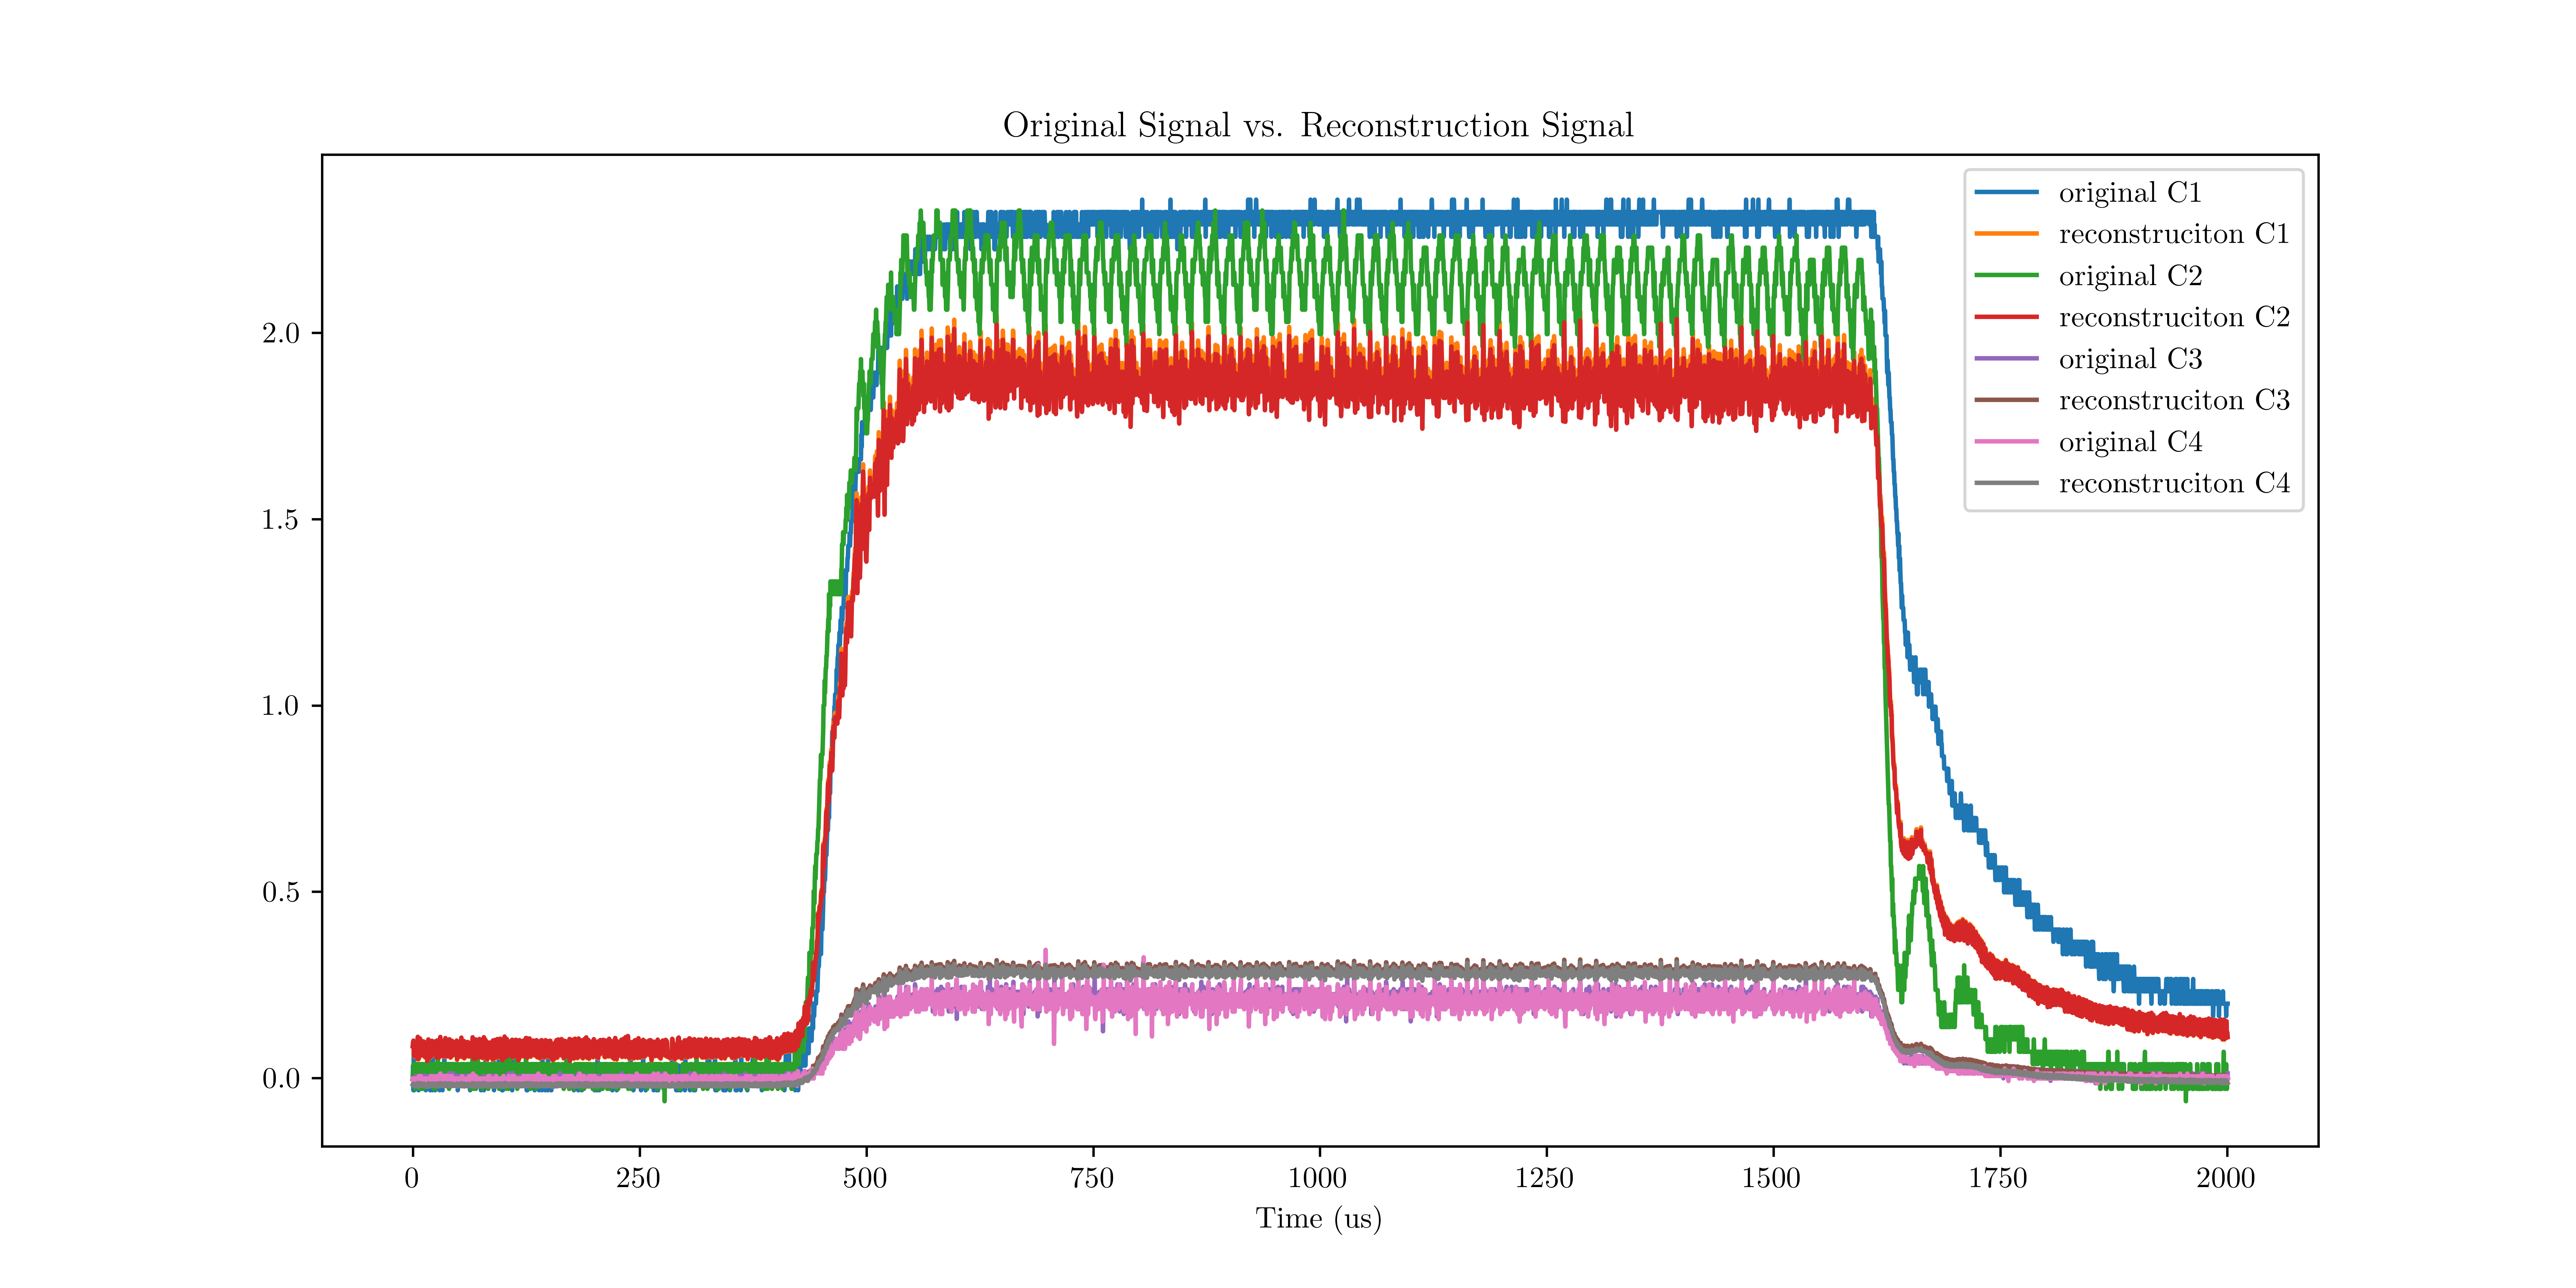 Original Signal vs. Reconstruction Signal
original C1
reconstruciton C1
original C2
reconstruciton C2
original C3
reconstruciton C3
original C4
reconstruciton C4
2.0
1.5
1.0
0.5
0.0
0 250 500 750 1000 1250 1500 1750 2000
Time (us)